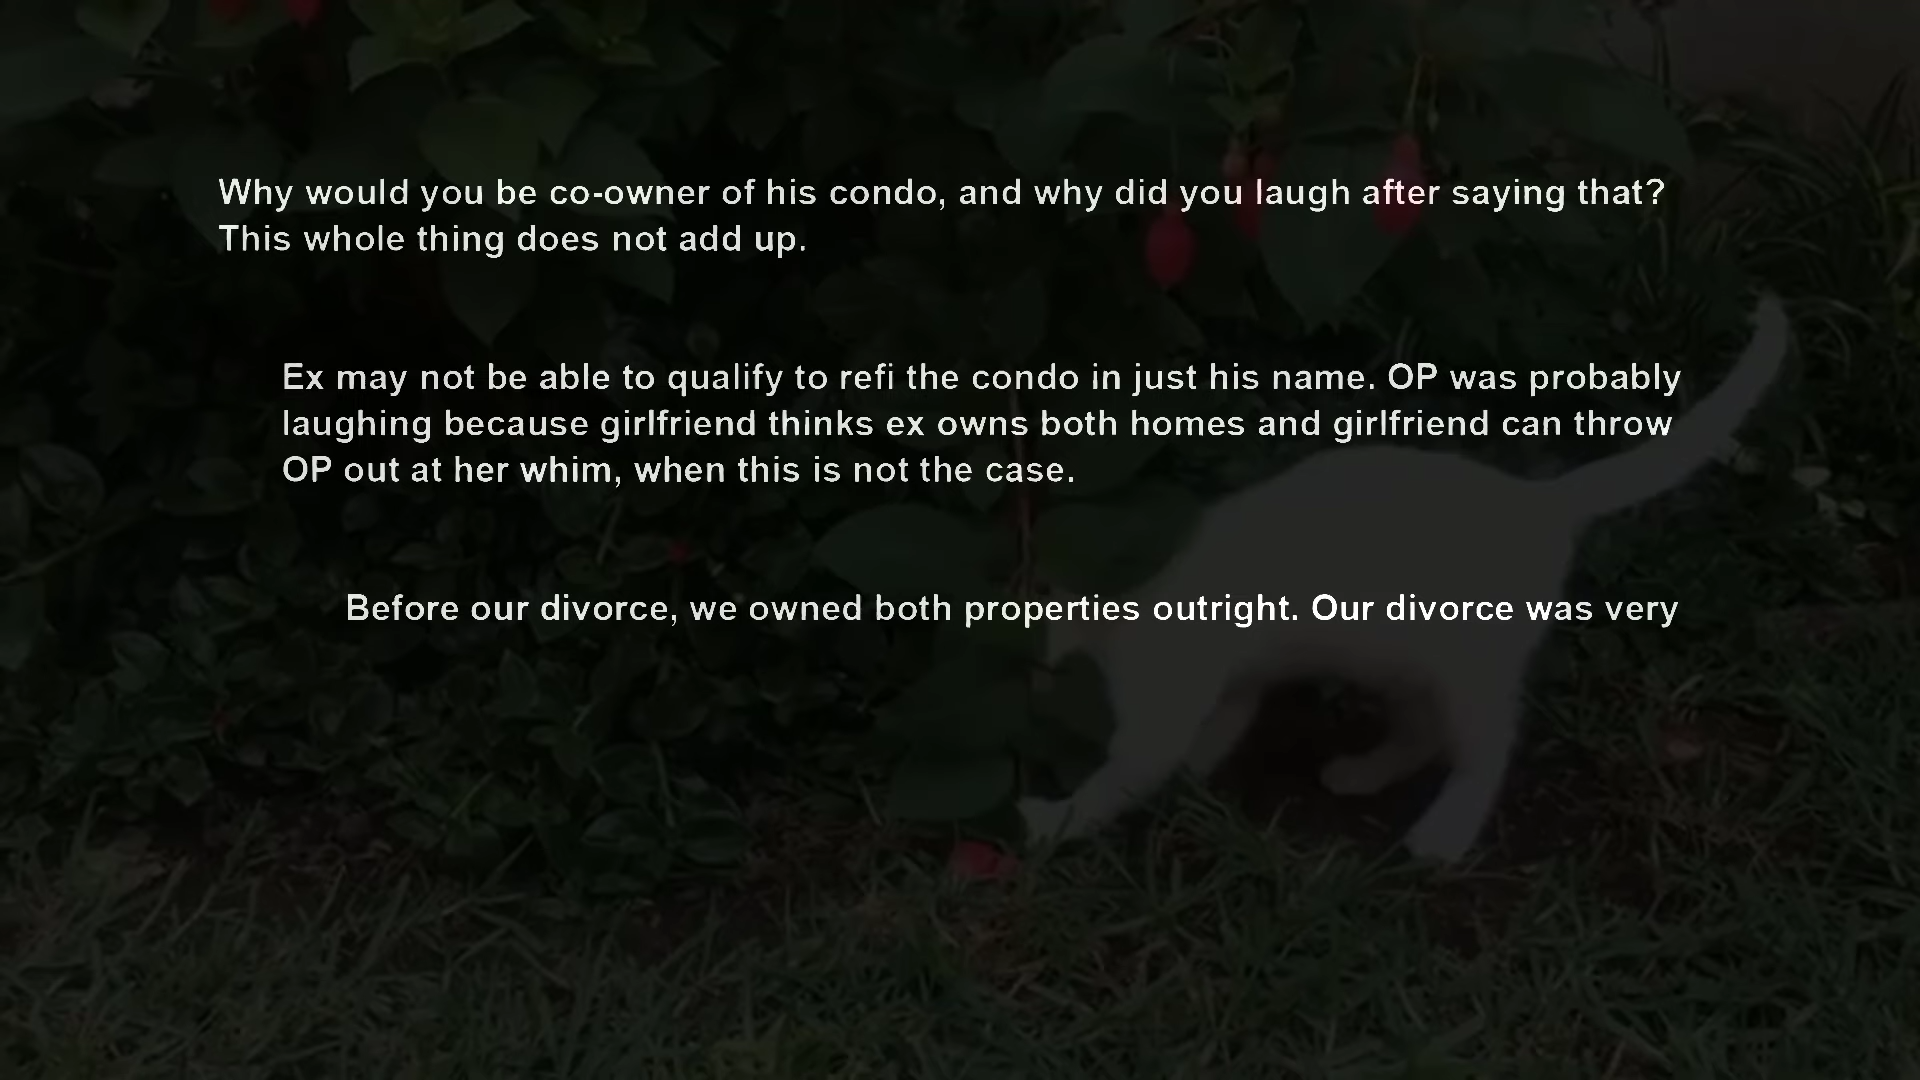 Why would you be co-owner of his condo, and why did you laugh after saying that?
This whole thing does not add up.
Ex may not be able to qualify to refi the condo in just his name. OP was probably
laughing because girlfriend thinks ex owns both homes and girlfriend can throw
OP out at her whim, when this is not the case.
Before our divorce, we owned both properties outright. Our divorce was very